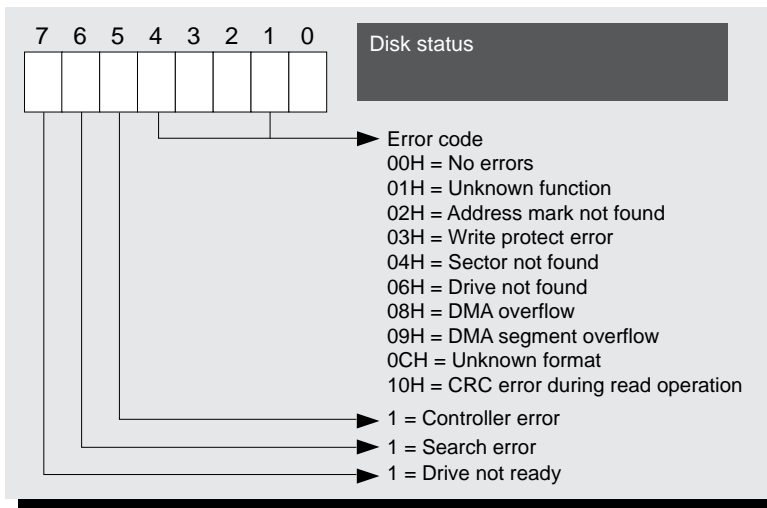 7 6 5 4 3 2 1 0
Disk status
Error code
00H = No errors
01H = Unknown function
02H = Address mark not found
03H = Write protect error
04H = Sector not found
06H = Drive not found
08H = DMA overflow
09H = DMA segment overflow
0CH = Unknown format
10H = CRC error during read operation
1 = Controller error
1 = Search error
1 = Drive not ready